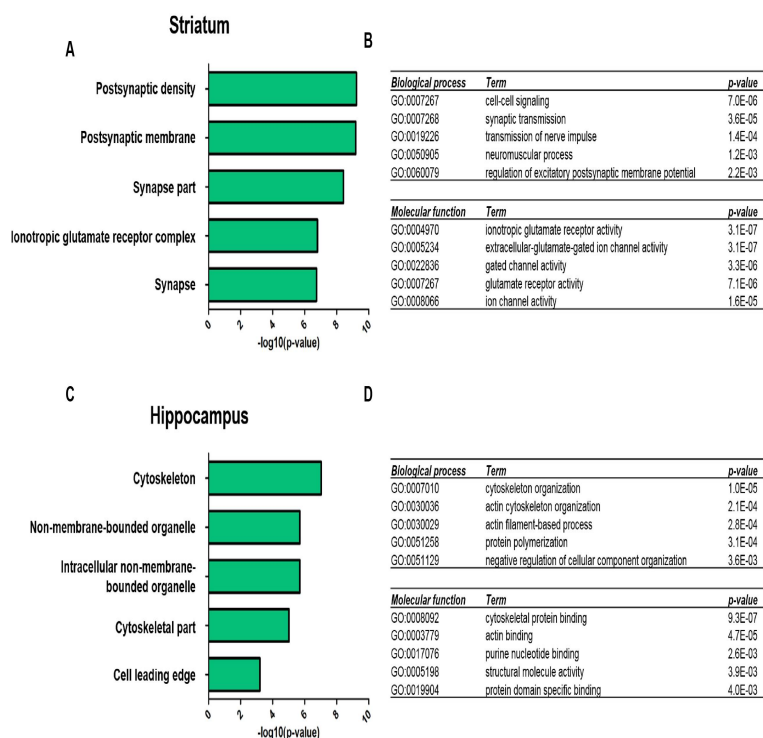 Striatum
A
B
Postsynaptic density
Postsynaptic membrane
Synapse part
Ionotropic glutamate receptor complex
Synapse
0 2 4 6 8 10
-log10(p-value)
Biological process Term p-value
GO:0007267 cell-cell signaling 7.0E-06
GO:0007268 synaptic transmission 3.6E-05
GO:0019226 transmission of nerve impulse 1.4E-04
GO:0050905 neuromuscular process 1.2E-03
GO:0060079 regulation of excitatory postsynaptic membrane potential 2.2E-03
Molecular function Term p-value
GO:0004970 ionotropic glutamate receptor activity 3.1E-07
GO:0005234 extracellular-glutamate-gated ion channel activity 3.1E-07
GO:0022836 gated channel activity 3.3E-06
GO:0007267 glutamate receptor activity 7.1E-06
GO:0008066 ion channel activity 1.6E-05
C
D
Hippocampus
Cytoskeleton
Non-membrane-bounded organelle
Intracellular non-membrane-
bounded organelle
Cytoskeletal part
Cell leading edge
0 2 4 6 8 10
-log10(p-value)
Biological process Term p-value
GO:0007010 cytoskeleton organization 1.0E-05
GO:0030036 actin cytoskeleton organization 2.1E-04
GO:0030029 actin filament-based process 2.8E-04
GO:0051258 protein polymerization 3.1E-04
GO:0051129 negative regulation of cellular component organization 3.6E-03
Molecular function Term p-value
GO:0008092 cytoskeletal protein binding 9.3E-07
GO:0003779 actin binding 4.7E-05
GO:0017076 purine nucleotide binding 2.6E-03
GO:0005198 structural molecule activity 3.9E-03
GO:0019904 protein domain specific binding 4.0E-03